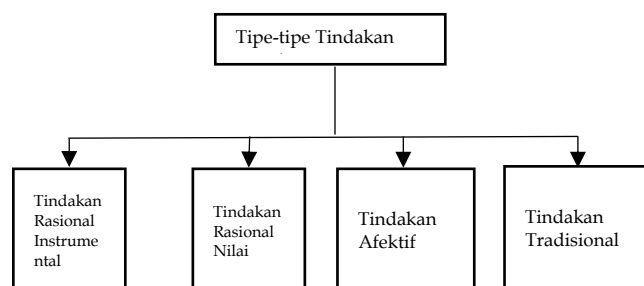 Tipe-tipe Tindakan
Tindakan
Rasional
Instrume
ntal
Tindakan
Rasional
Nilai
Tindakan
Afektif
Tindakan
Tradisional